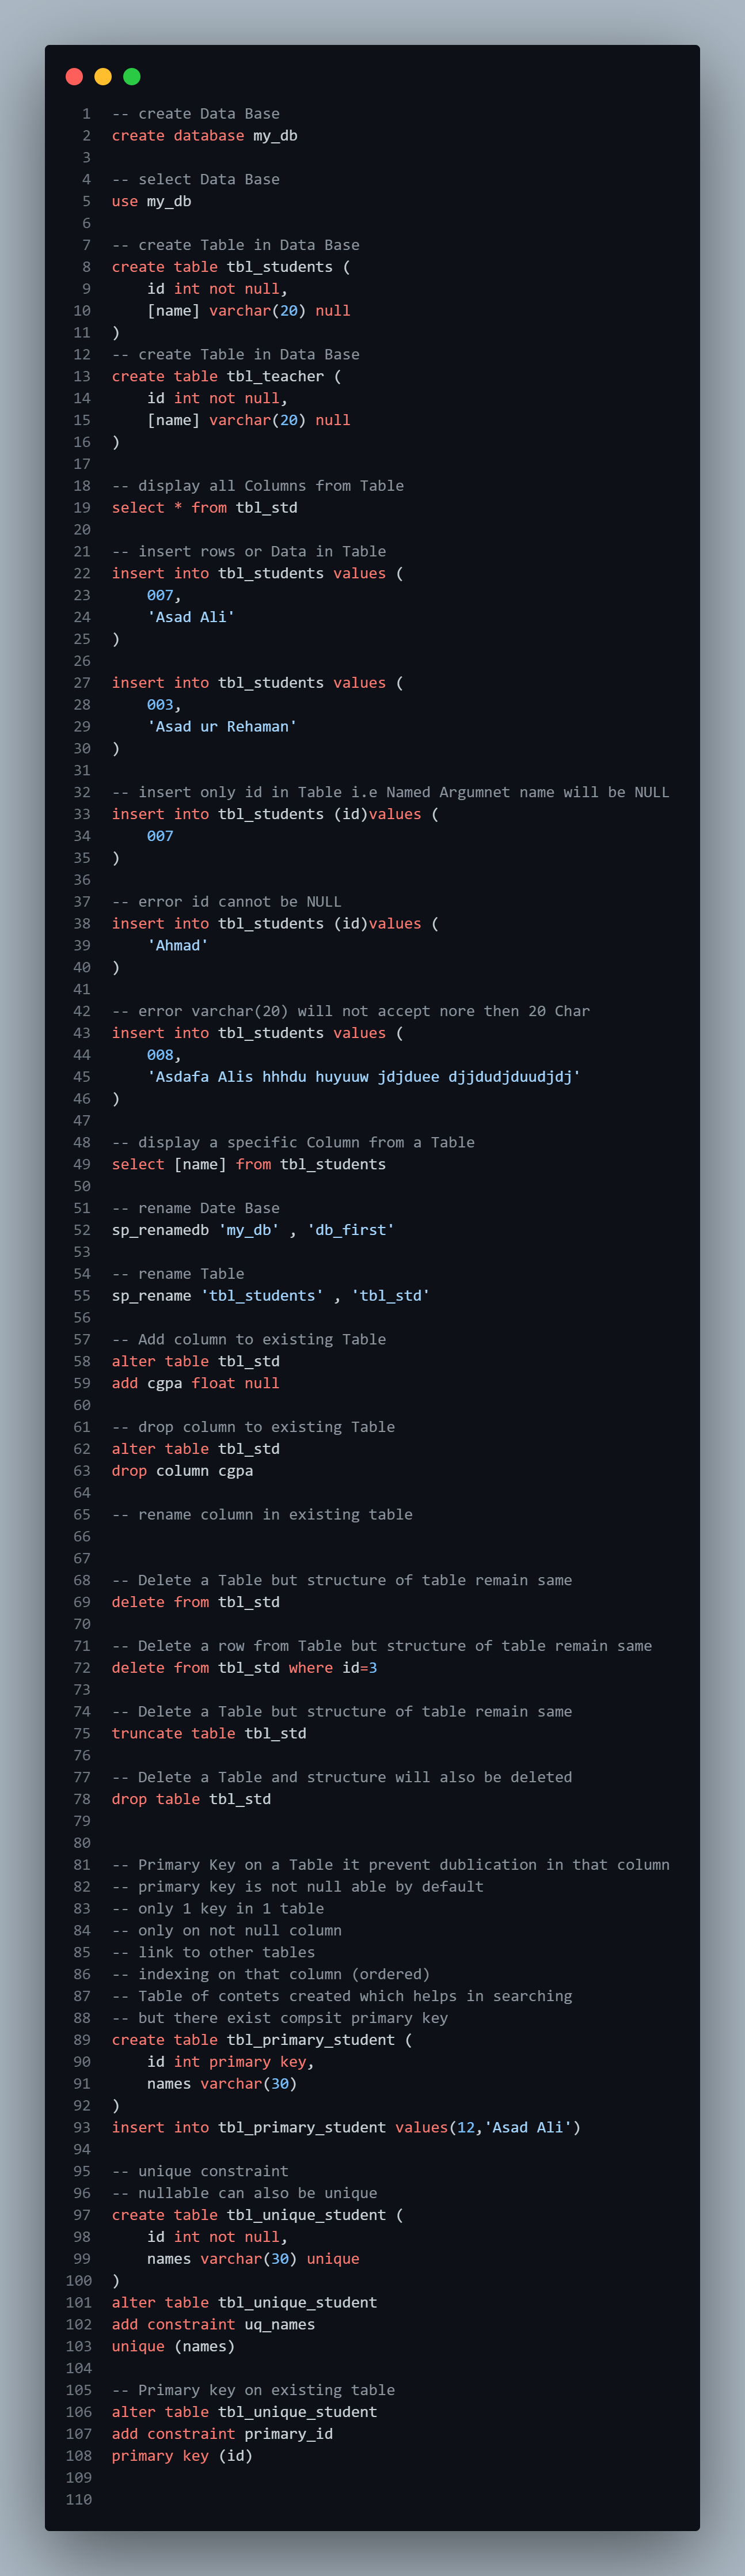 1 -- create Data Base
2 create database my_db
3
4 -- select Data Base
5 use my_db
6
7 -- create Table in Data Base
8 create table tbl_students (
9     id int not null,
10     [name] varchar(20) null
11 )
12 -- create Table in Data Base
13 create table tbl_teacher (
14     id int not null,
15     [name] varchar(20) null
16 )
17
18 -- display all Columns from Table
19 select * from tbl_std
20
21 -- insert rows or Data in Table
22 insert into tbl_students values (
23     007,
24     'Asad Ali'
25 )
26
27 insert into tbl_students values (
28     003,
29     'Asad ur Rehaman'
30 )
31
32 -- insert only id in Table i.e Named Argumnet name will be NULL
33 insert into tbl_students (id)values (
34     007
35 )
36
37 -- error id cannot be NULL
38 insert into tbl_students (id)values (
39     'Ahmad'
40 )
41
42 -- error varchar(20) will not accept nore then 20 Char
43 insert into tbl_students values (
44     008,
45     'Asdafa Alis hhhdu huyuuw jdjduee djjdudjduudjdj'
46 )
47
48 -- display a specific Column from a Table
49 select [name] from tbl_students
50
51 -- rename Date Base
52 sp_renamedb 'my_db' , 'db_first'
53
54 -- rename Table
55 sp_rename 'tbl_students' , 'tbl_std'
56
57 -- Add column to existing Table
58 alter table tbl_std
59 add cgpa float null
60
61 -- drop column to existing Table
62 alter table tbl_std
63 drop column cgpa
64
65 -- rename column in existing table
66
67
68 -- Delete a Table but structure of table remain same
69 delete from tbl_std
70
71 -- Delete a row from Table but structure of table remain same
72 delete from tbl_std where id=3
73
74 -- Delete a Table but structure of table remain same
75 truncate table tbl_std
76
77 -- Delete a Table and structure will also be deleted
78 drop table tbl_std
79
80
81 -- Primary Key on a Table it prevent dublication in that column
82 -- primary key is not null able by default
83 -- only 1 key in 1 table
84 -- only on not null column
85 -- link to other tables
86 -- indexing on that column (ordered)
87 -- Table of contets created which helps in searching
88 -- but there exist compsit primary key
89 create table tbl_primary_student (
90     id int primary key,
91     names varchar(30)
92 )
93 insert into tbl_primary_student values(12,'Asad Ali')
94
95 -- unique constraint
96 -- nullable can also be unique
97 create table tbl_unique_student (
98     id int not null,
99     names varchar(30) unique
100 )
101 alter table tbl_unique_student
102 add constraint uq_names
103 unique (names)
104
105 -- Primary key on existing table
106 alter table tbl_unique_student
107 add constraint primary_id
108 primary key (id)
109
110